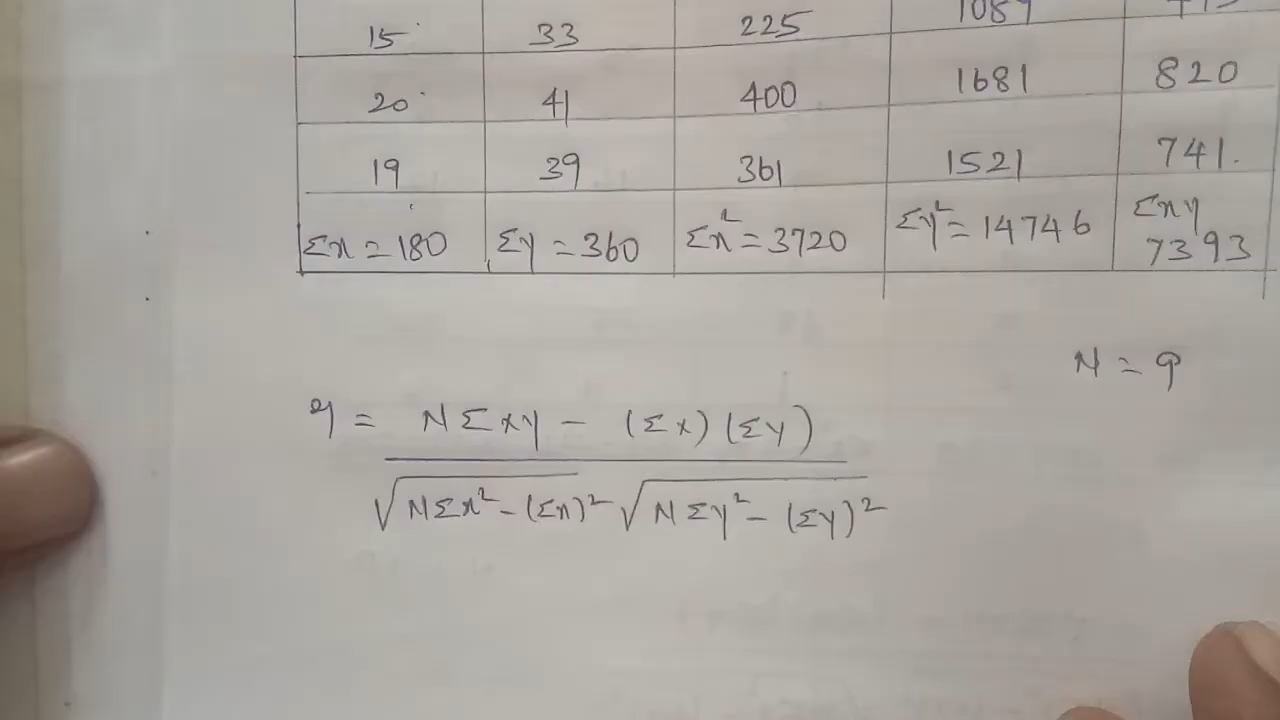 15 33 225
20 41 400 1681 820
19 39 361 1521 741.
Σx = 180 Σy = 360 Σx² = 3720 Σy² = 14746 Σxy 7393
N = 9
r = NΣxy - (Σx)(Σy)
√NΣx² - (Σx)² √NΣy² - (Σy)²